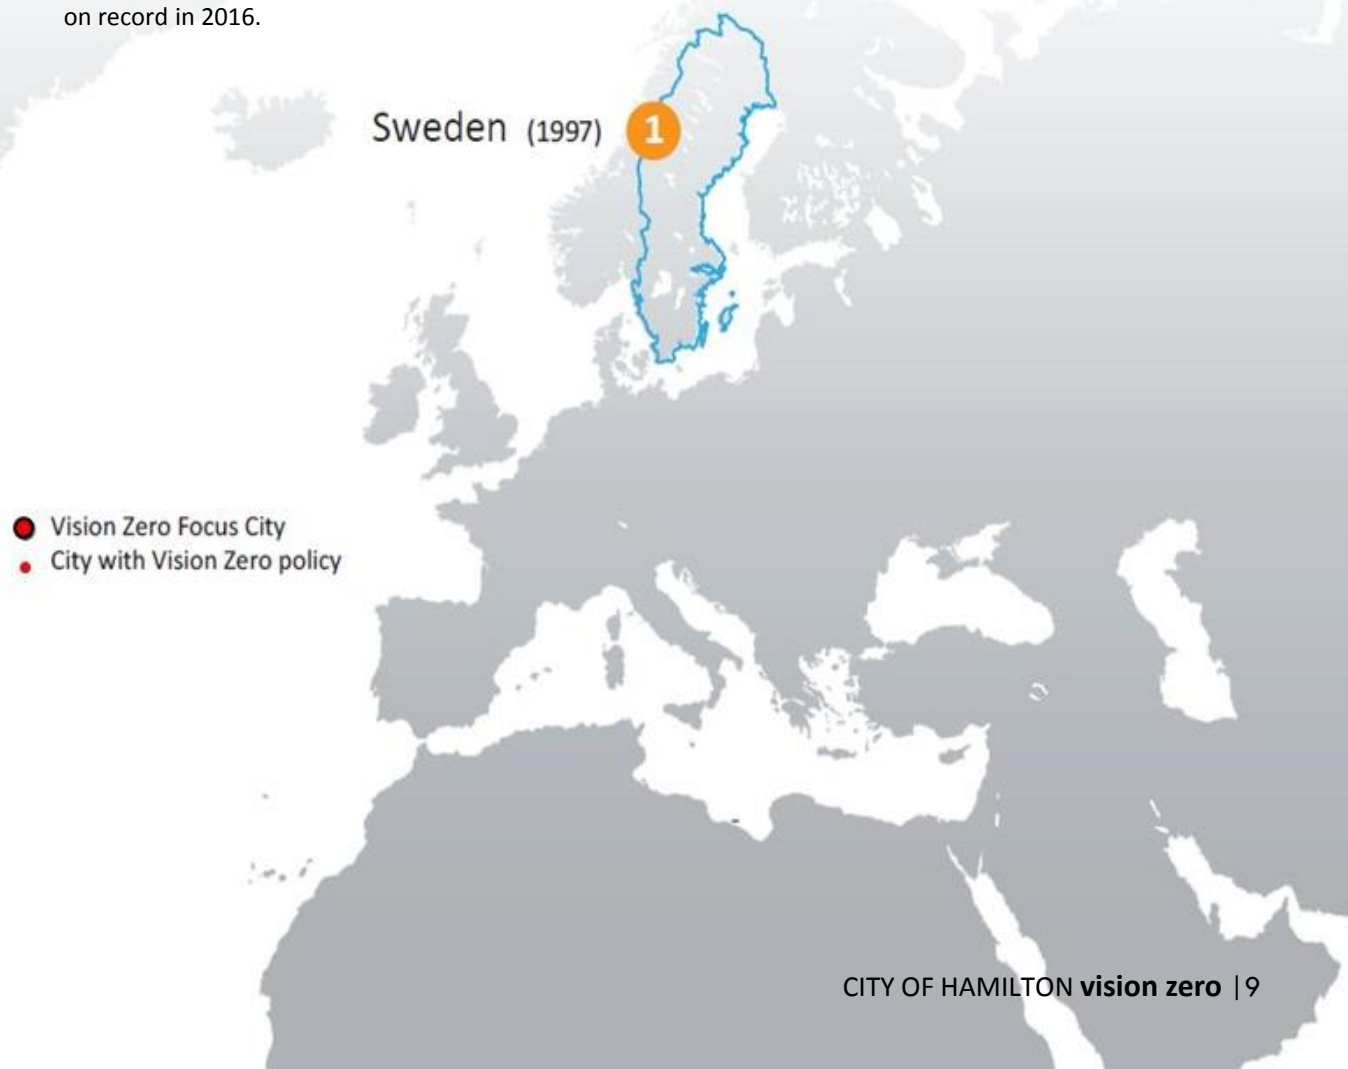 on record in 2016.
Sweden (1997) 1
Vision Zero Focus City
City with Vision Zero policy
CITY OF HAMILTON vision zero |9